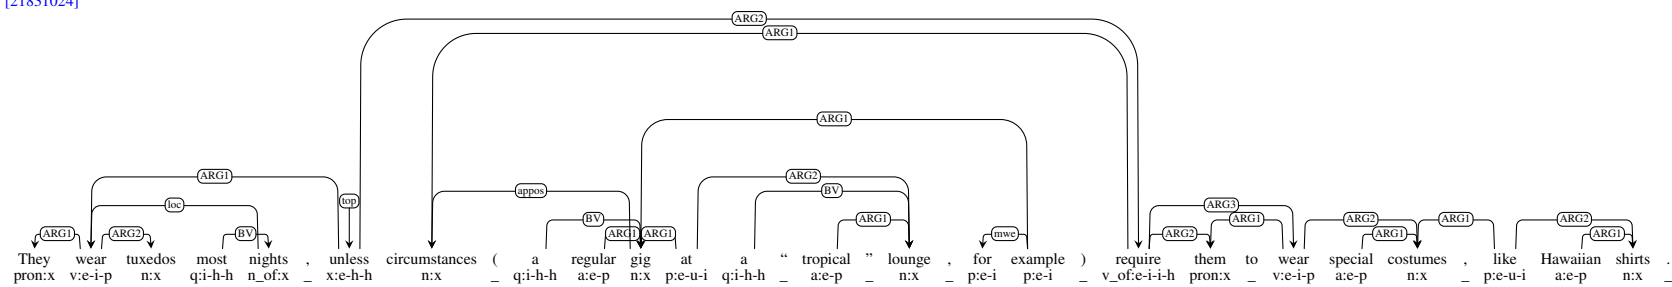 [21831024]
ARG2
ARG1
ARG1
ARG1 ARG2
appos BV
top
loc ARG3
BV ARG1 ARG1 ARG2 ARG1 ARG2
ARG1 ARG2 BV ARG1 ARG1 mwe ARG2 ARG1 ARG1
They wear tuxedos most nights , unless circumstances ( a regular gig at a “ tropical ” lounge , for example ) require them to wear special costumes , like Hawaiian shirts .
pron:x v:e-i-p n:x q:i-h-h n_of:x _ x:e-h-h n:x _ q:i-h-h a:e-p n:x p:e-u-i q:i-h-h _ a:e-p _ n:x _ p:e-i p:e-i _ v_of:e-i-i-h pron:x _ v:e-i-p a:e-p n:x _ p:e-u-i a:e-p n:x _